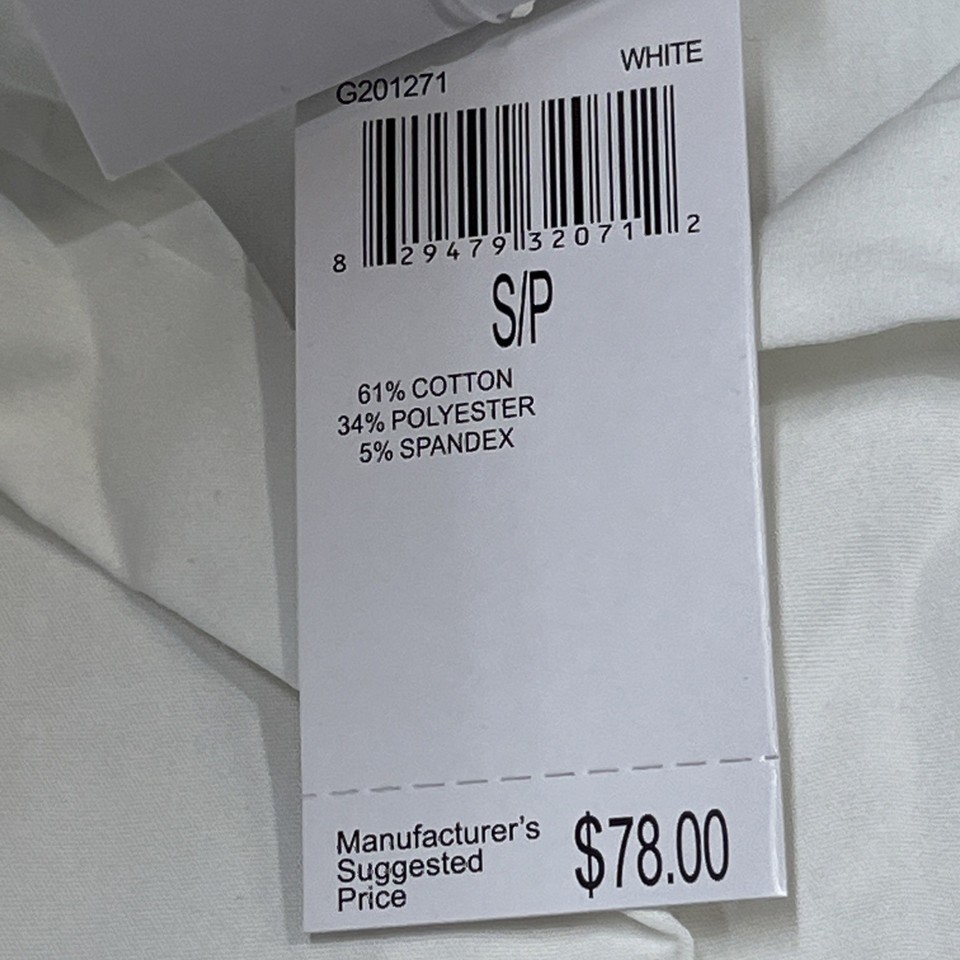 G201271 WHITE
8 29479 32071 2
S/P
61% COTTON
34% POLYESTER
5% SPANDEX
Manufacturer's
Suggested
Price
$78.00